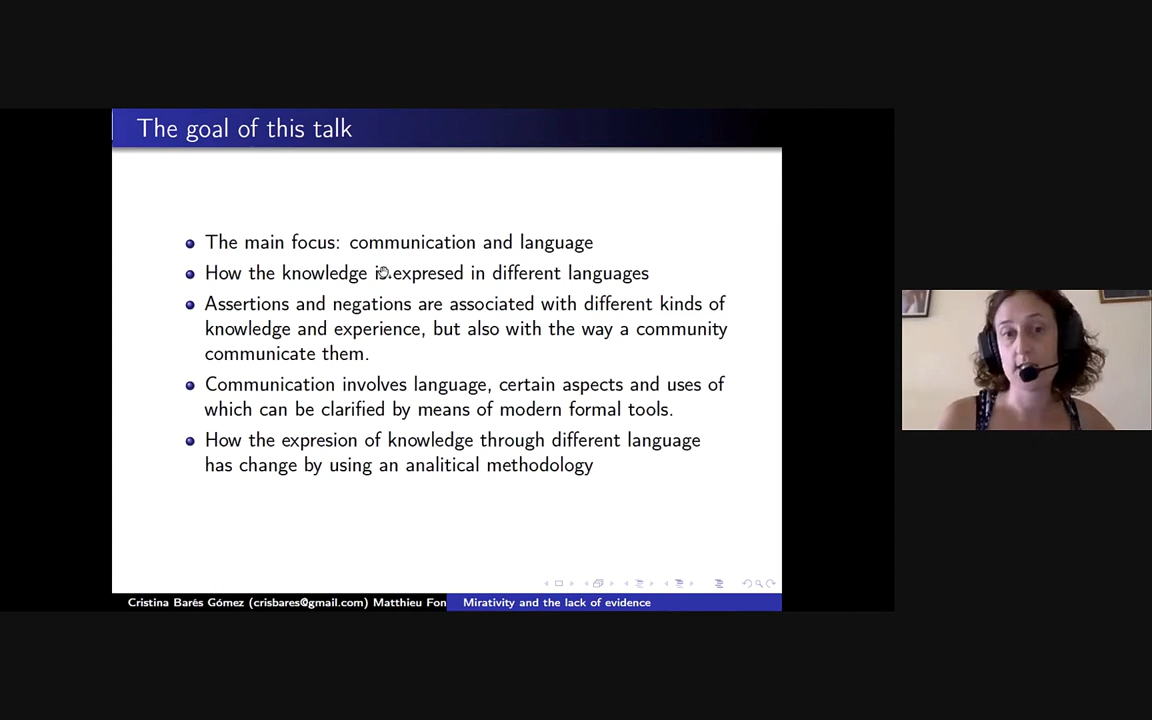 The goal of this talk
The main focus: communication and language
How the knowledge is expresed in different languages
Assertions and negations are associated with different kinds of
knowledge and experience, but also with the way a community
communicate them.
Communication involves language, certain aspects and uses of
which can be clarified by means of modern formal tools.
How the expresion of knowledge through different language
has change by using an analitical methodology
Cristina Barés Gómez (crisbares@gmail.com) Matthieu Fon
Mirativity and the lack of evidence